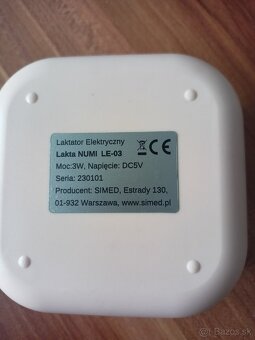 Laktator Elektryczny
Lakta NUMI LE-03
Moc:3W, Napięcie: DC5V
Seria: 230101
Producent: SIMED, Estrady 130,
01-932 Warszawa, www.simed.pl
CE
Bazos.sk